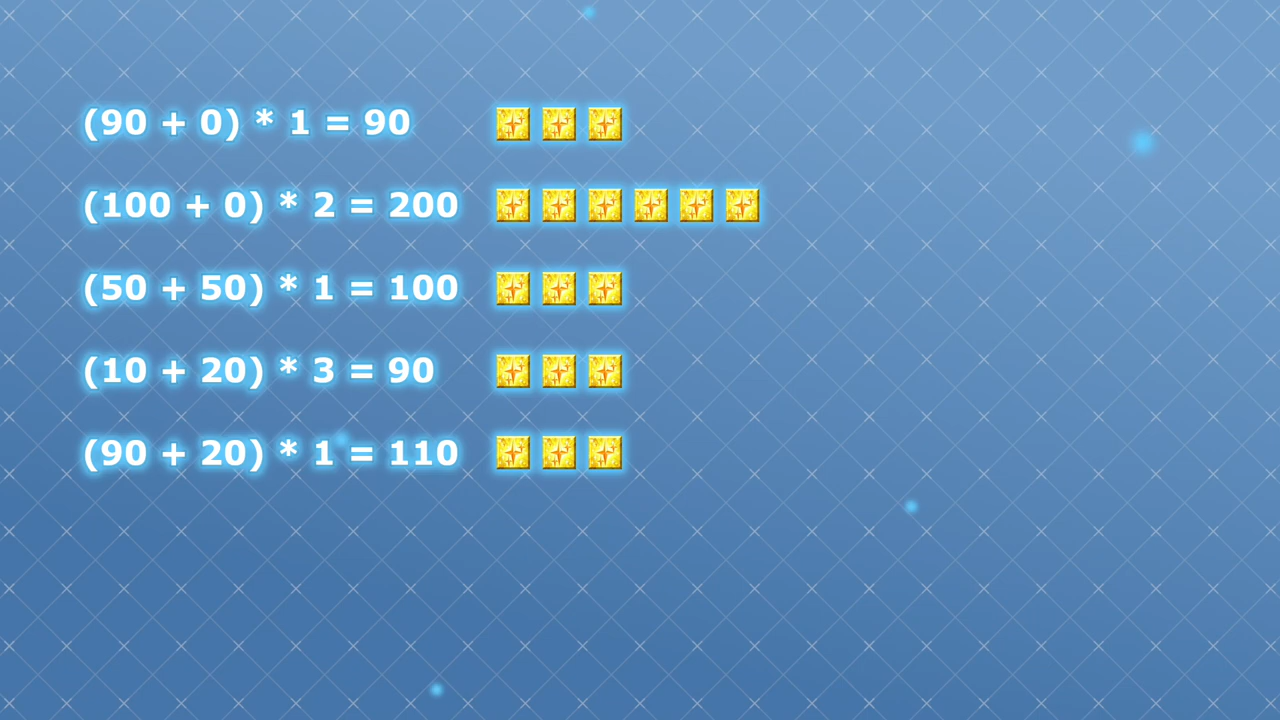 (90 + 0) * 1 = 90
(100 + 0) * 2 = 200
(50 + 50) * 1 = 100
(10 + 20) * 3 = 90
(90 + 20) * 1 = 110